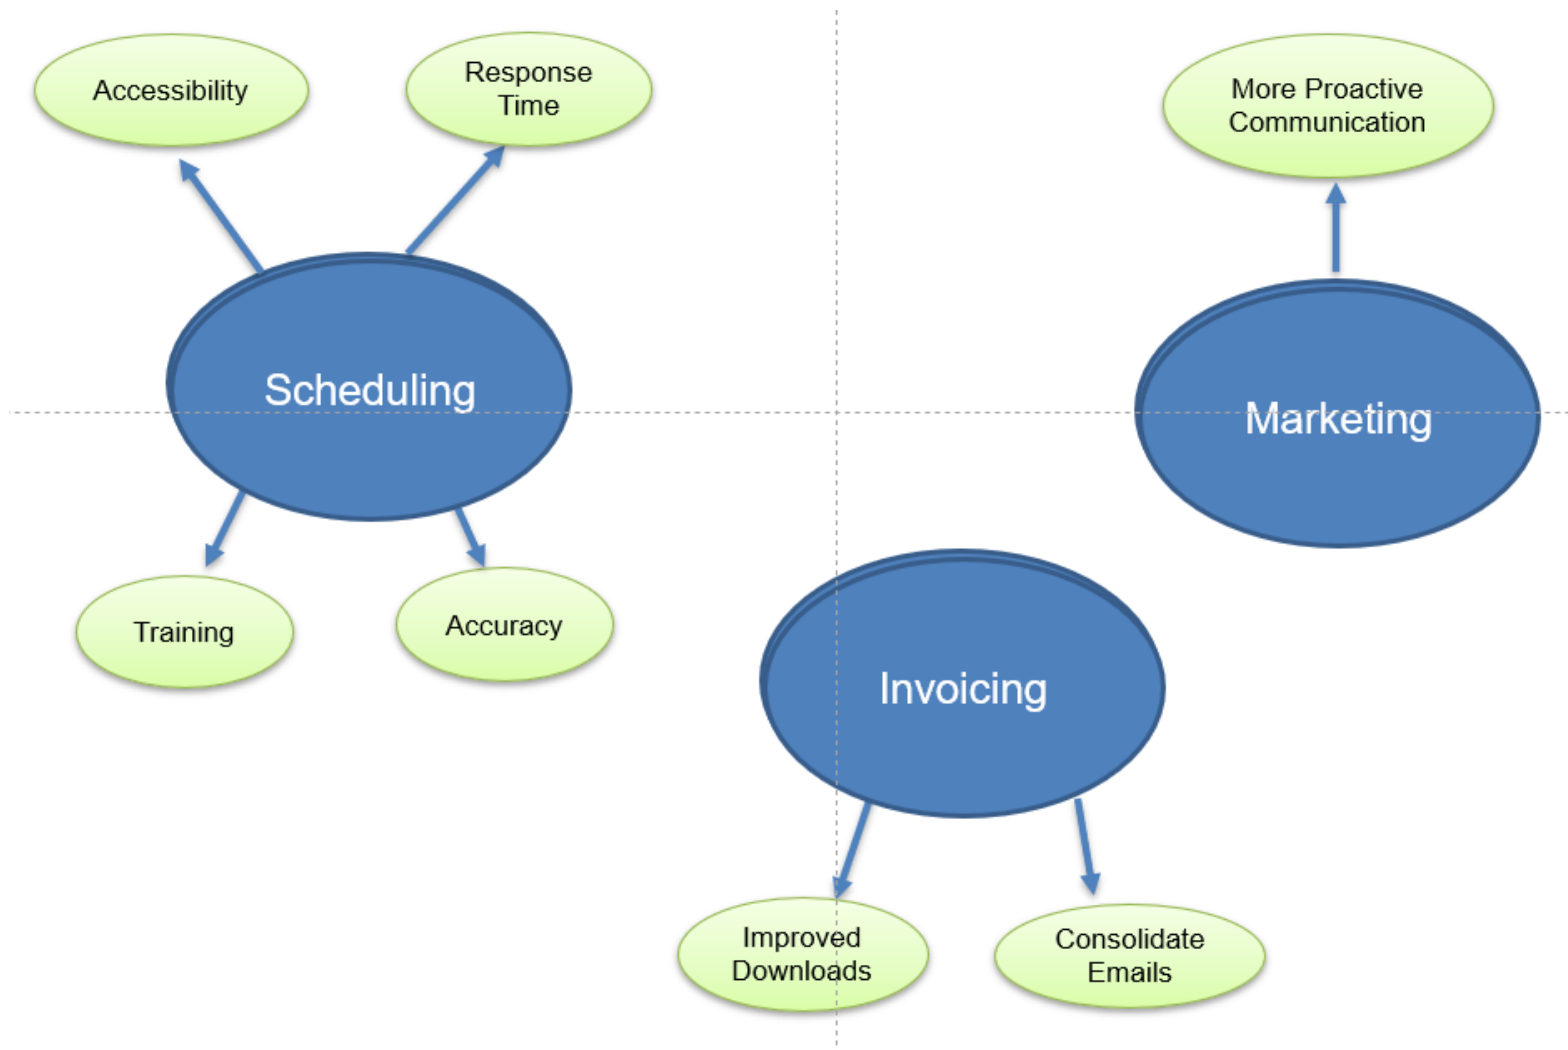 Accessibility
Response
Time
More Proactive
Communication
Scheduling
Marketing
Training
Accuracy
Invoicing
Improved
Downloads
Consolidate
Emails